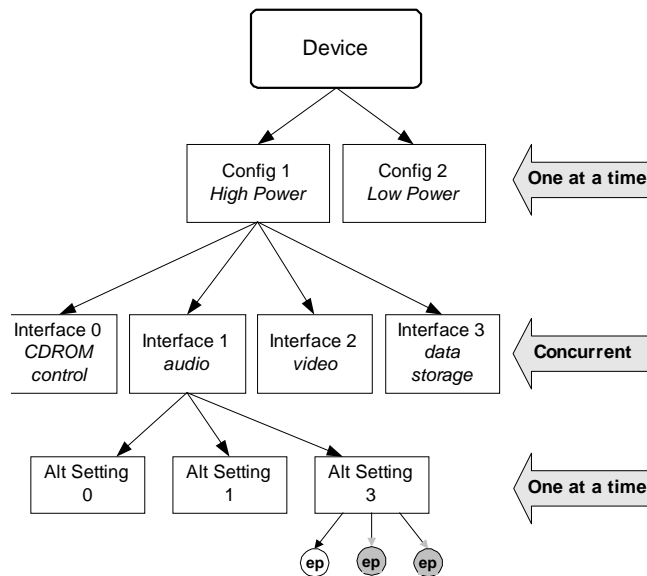 Device
Config 1
High Power
Config 2
Low Power
One at a time
Interface 0
CDROM
control
Interface 1
audio
Interface 2
video
Interface 3
data
storage
Concurrent
Alt Setting
0
Alt Setting
1
Alt Setting
3
One at a time
ep
ep
ep